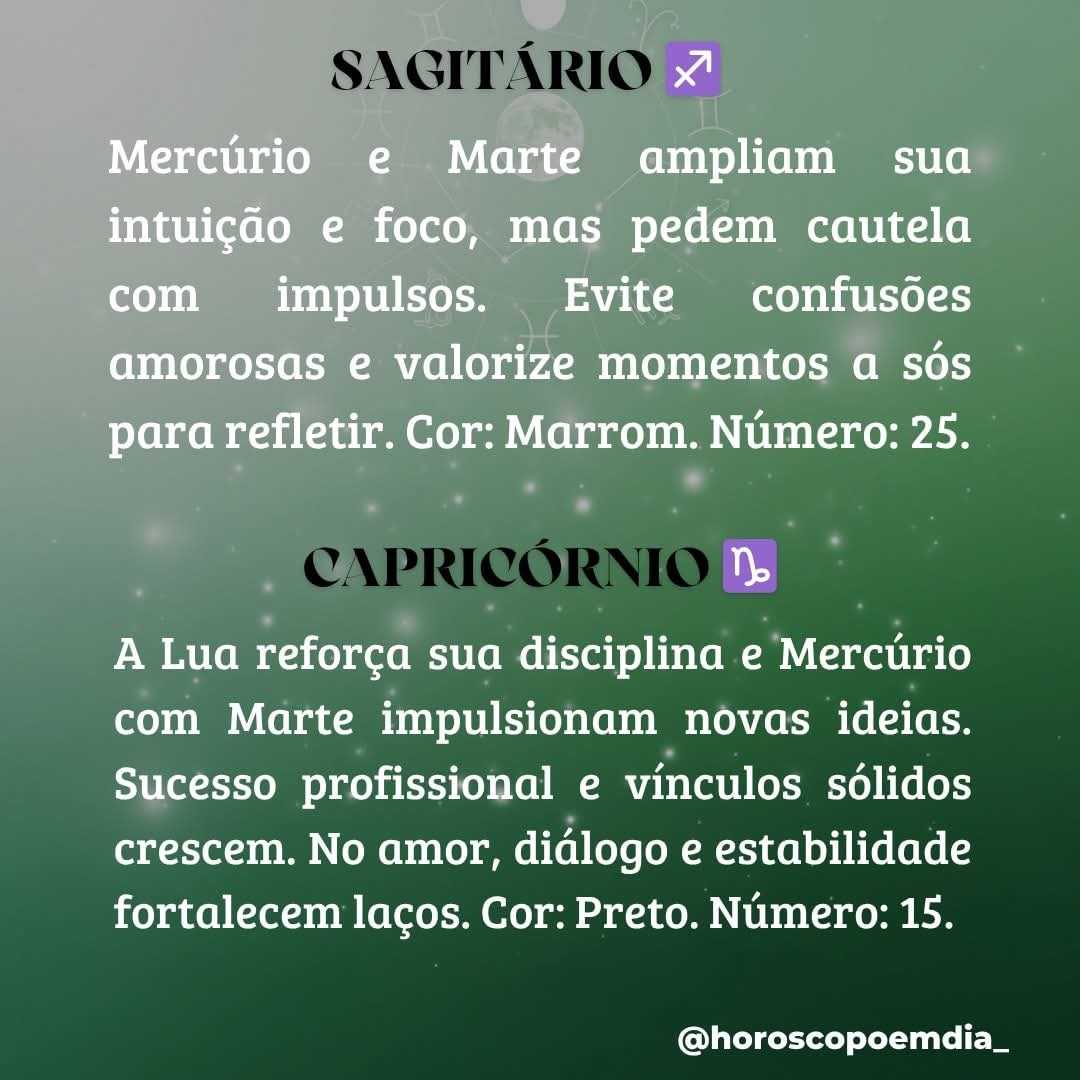 SAGITÁRIO ♐
Mercúrio e Marte ampliam sua
intuição e foco, mas pedem cautela
com impulsos. Evite confusões
amorosas e valorize momentos a sós
para refletir. Cor: Marrom. Número: 25.
CAPRICÓRNIO ♑
A Lua reforça sua disciplina e Mercúrio
com Marte impulsionam novas ideias.
Sucesso profissional e vínculos sólidos
crescem. No amor, diálogo e estabilidade
fortalecem laços. Cor: Preto. Número: 15.
@horoscopoemdia_